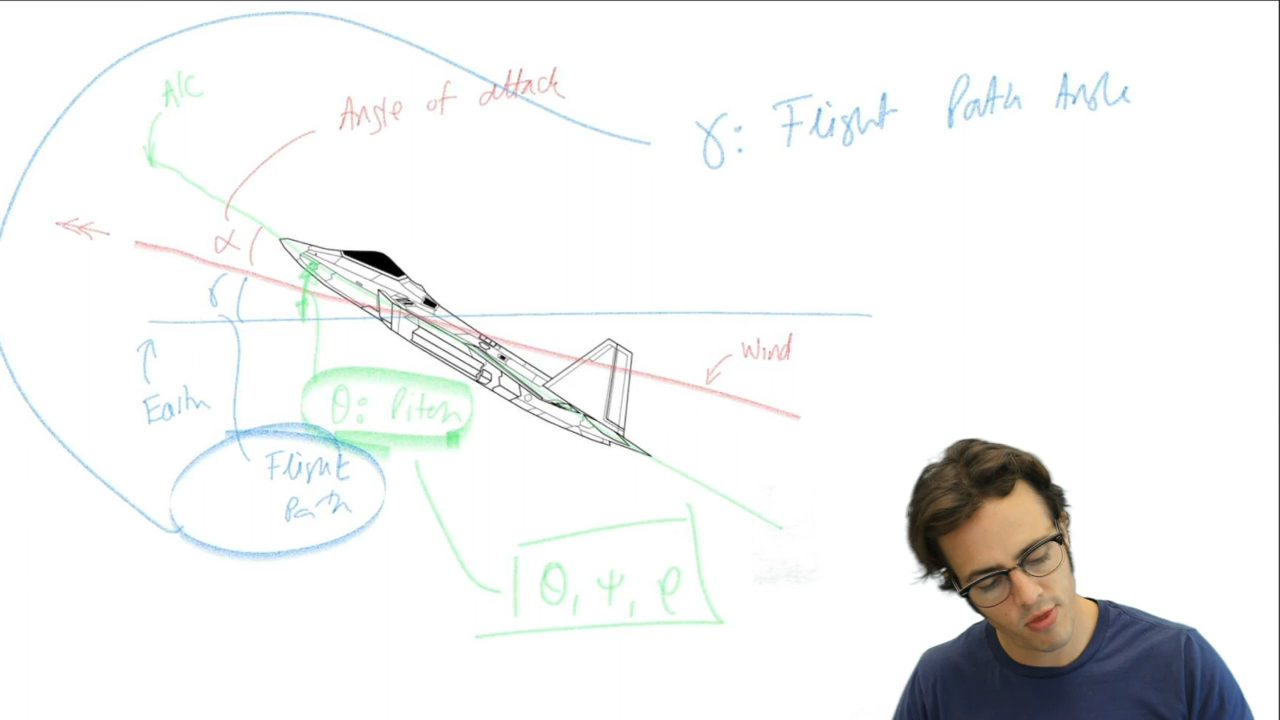 A/C
Angle of attack
γ: Flight Path Angle
α
γ
Wind
Earth
θ: Pitch
Flight
Path
θ, ψ, φ